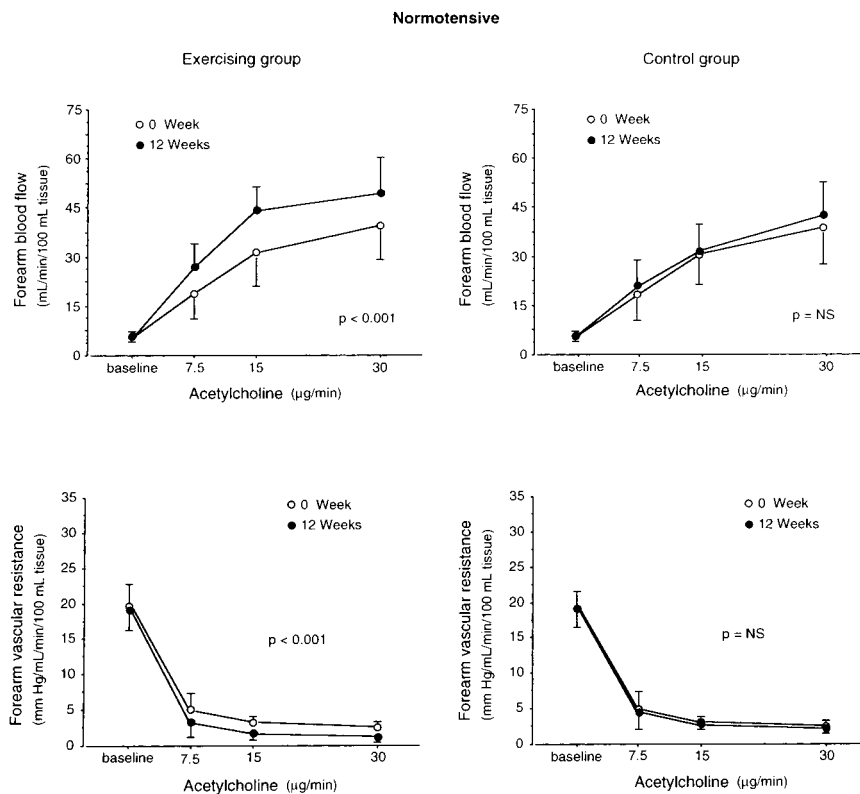 Normotensive
Exercising group
Control group
75
60
45
30
15
0
Forearm blood flow
(mL/min/100 mL tissue)
0 Week
12 Weeks
p < 0.001
baseline 7.5 15 30
Acetylcholine (µg/min)
75
60
45
30
15
0
Forearm blood flow
(mL/min/100 mL tissue)
0 Week
12 Weeks
p = NS
baseline 7.5 15 30
Acetylcholine (µg/min)
35
30
25
20
15
10
5
0
Forearm vascular resistance
(mm Hg/mL/min/100 mL tissue)
0 Week
12 Weeks
p < 0.001
baseline 7.5 15 30
Acetylcholine (µg/min)
35
30
25
20
15
10
5
0
Forearm vascular resistance
(mm Hg/mL/min/100 mL tissue)
0 Week
12 Weeks
p = NS
baseline 7.5 15 30
Acetylcholine (µg/min)